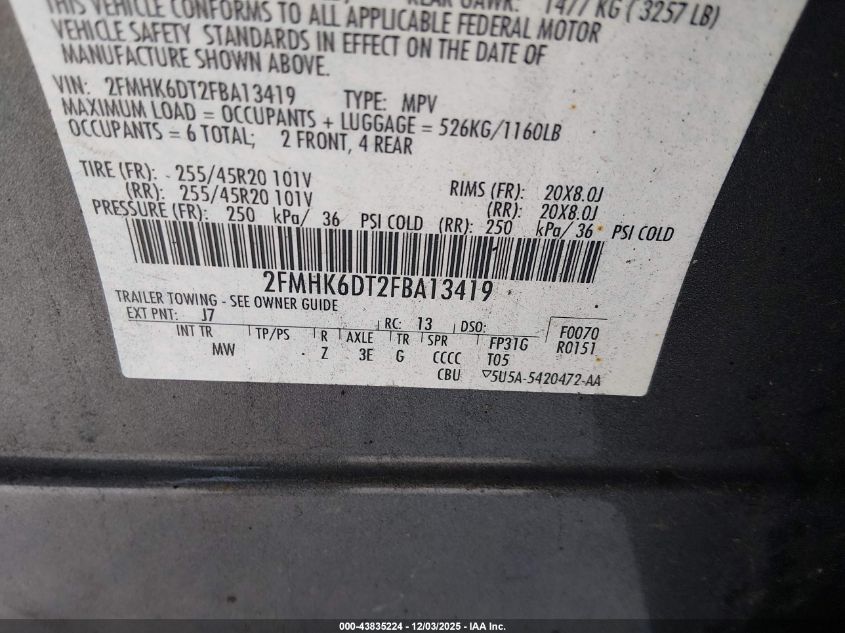 REAR GAWR: 1477 KG ( 3257 LB)
THIS VEHICLE CONFORMS TO ALL APPLICABLE FEDERAL MOTOR
VEHICLE SAFETY STANDARDS IN EFFECT ON THE DATE OF
MANUFACTURE SHOWN ABOVE.
VIN: 2FMHK6DT2FBA13419 TYPE: MPV
MAXIMUM LOAD = OCCUPANTS + LUGGAGE = 526KG/1160LB
OCCUPANTS = 6 TOTAL; 2 FRONT, 4 REAR
TIRE (FR): 255/45R20 101V RIMS (FR): 20X8.0J
(RR): 255/45R20 101V (RR): 20X8.0J
PRESSURE (FR): 250 kPa/ 36 PSI COLD (RR): 250 kPa/ 36 PSI COLD
2FMHK6DT2FBA13419
TRAILER TOWING - SEE OWNER GUIDE
EXT PNT: J7 RC: 13 DSO: F0070
INT TR TP/PS R AXLE TR SPR FP31G R0151
MW Z 3E G CCCC T05
CBU 5U5A-5420472-AA
000-43835224 | 12/03/2025 - IAA Inc.